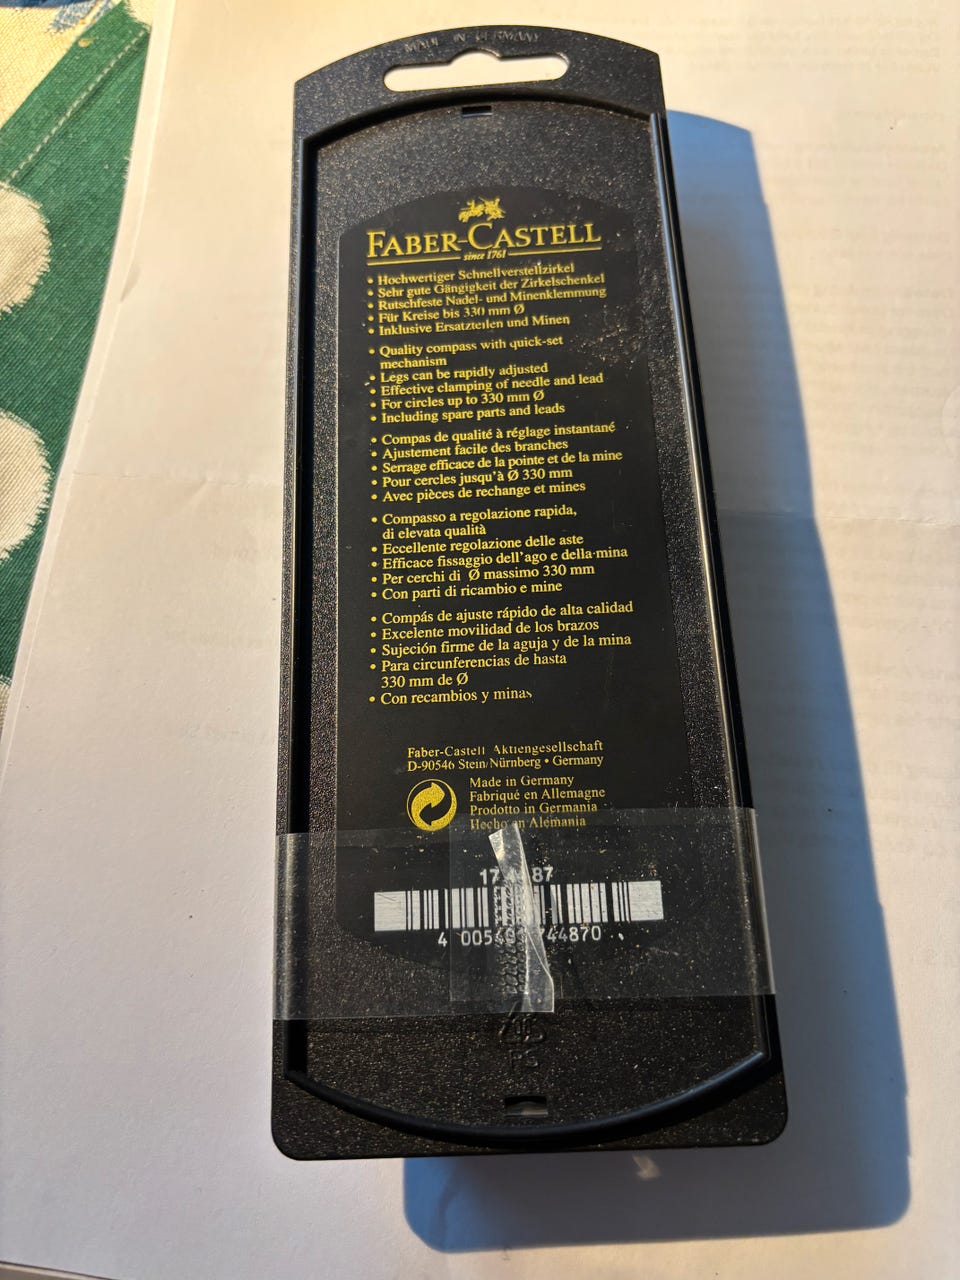 MADE IN GERMANY
FABER-CASTELL
since 1761
• Hochwertiger Schnellverstellzirkel
• Sehr gute Gängigkeit der Zirkelschenkel
• Rutschfeste Nadel- und Minenklemmung
• Für Kreise bis 330 mm Ø
• Inklusive Ersatzteilen und Minen
• Quality compass with quick-set
mechanism
• Legs can be rapidly adjusted
• Effective clamping of needle and lead
• For circles up to 330 mm Ø
• Including spare parts and leads
• Compas de qualité à réglage instantané
• Ajustement facile des branches
• Serrage efficace de la pointe et de la mine
• Pour cercles jusqu'à Ø 330 mm
• Avec pièces de rechange et mines
• Compasso a regolazione rapida,
di elevata qualità
• Eccellente regolazione delle aste
• Efficace fissaggio dell'ago e della mina
• Per cerchi di Ø massimo 330 mm
• Con parti di ricambio e mine
• Compás de ajuste rápido de alta calidad
• Excelente movilidad de los brazos
• Sujeción firme de la aguja y de la mina
• Para circunferencias de hasta
330 mm de Ø
• Con recambios y minas
Faber-Castell Aktiengesellschaft
D-90546 Stein/Nürnberg • Germany
Made in Germany
Fabriqué en Allemagne
Prodotto in Germania
Hecho en Alemania
PS